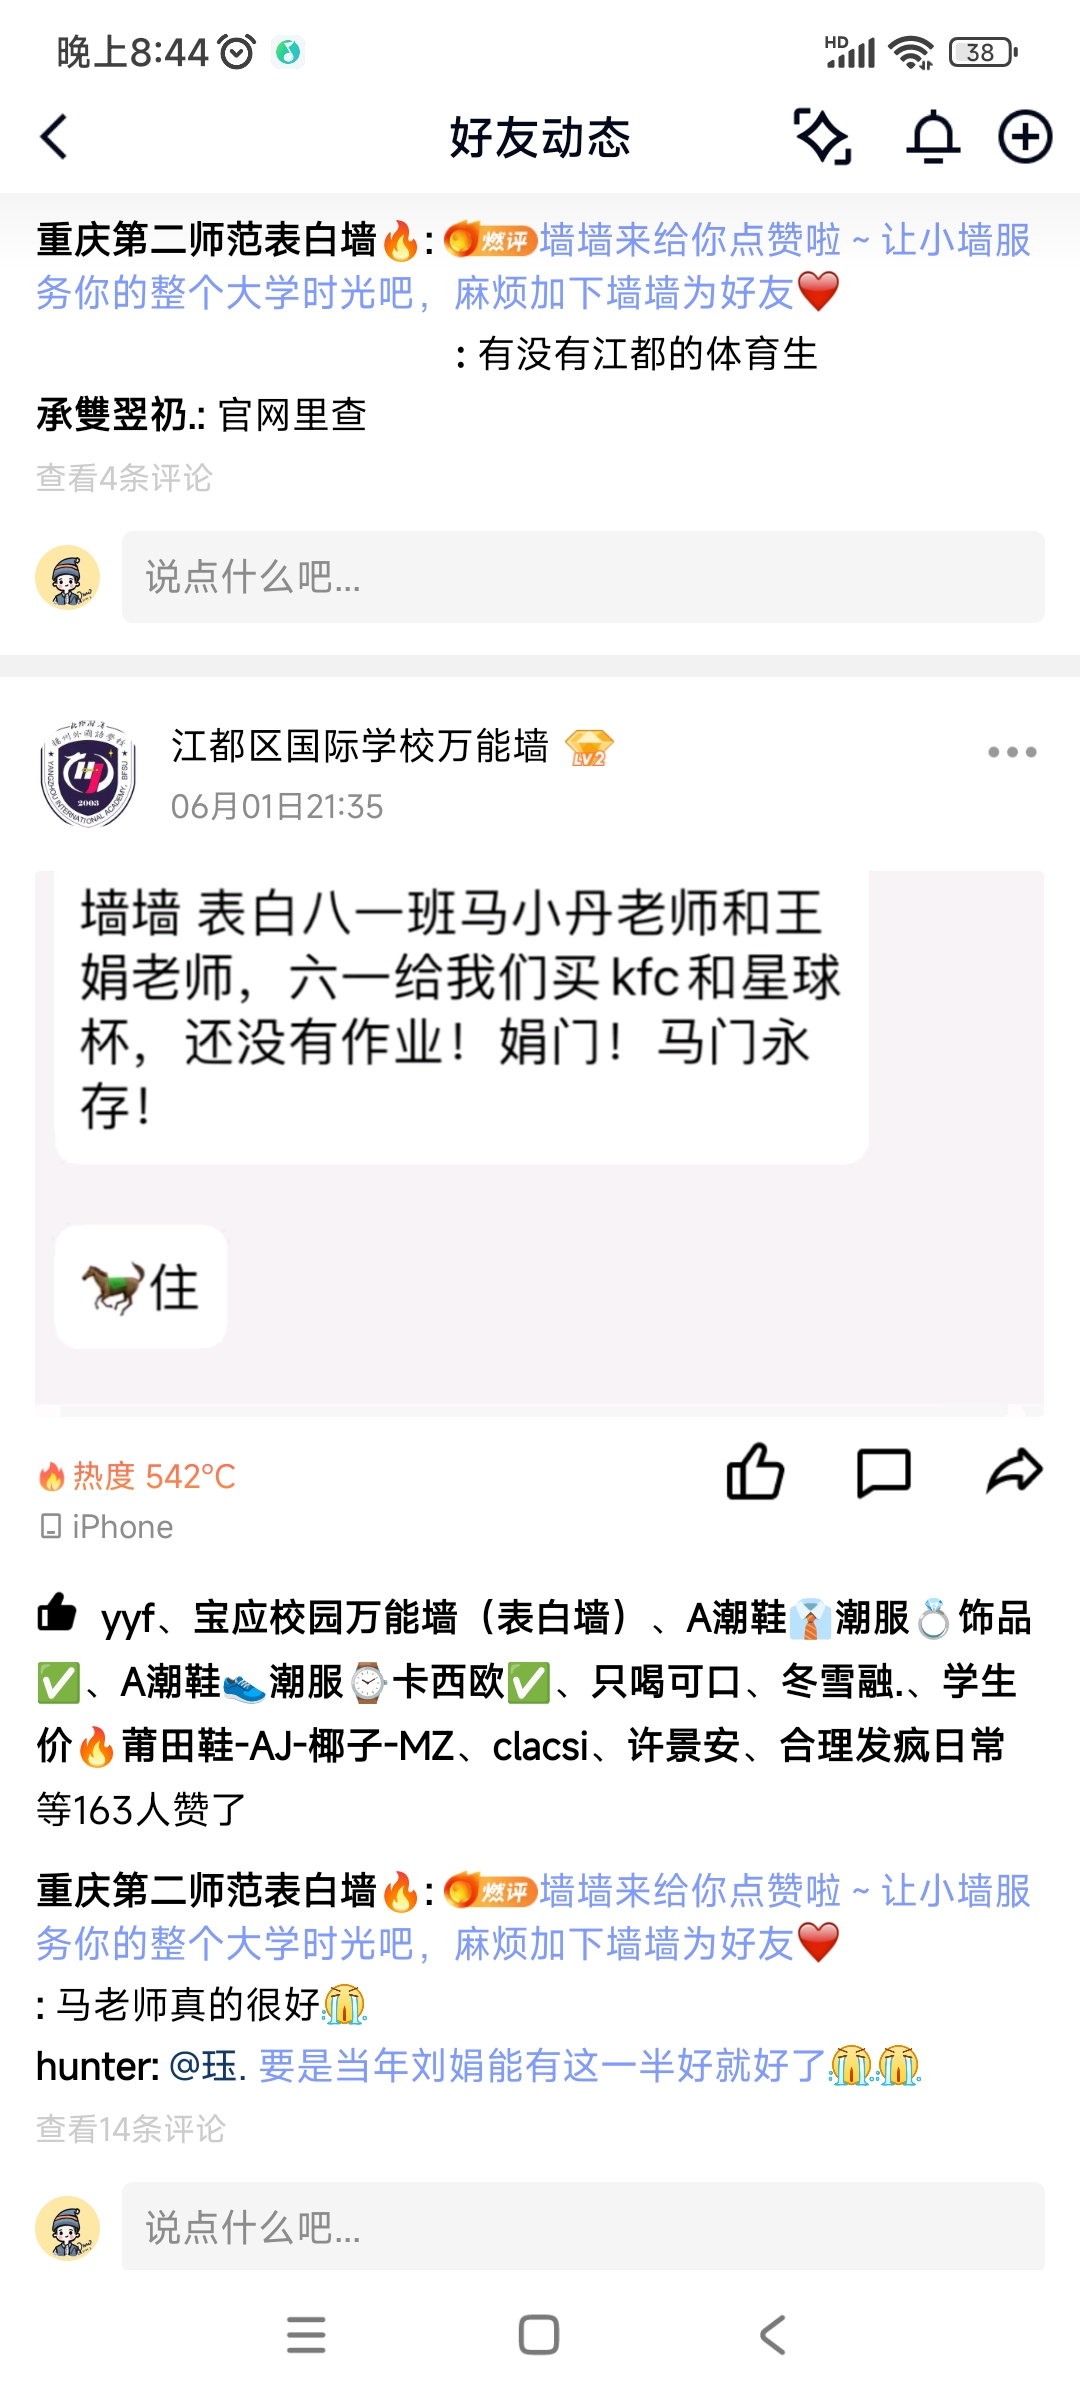 晚上8:44
HD
38
好友动态
重庆第二师范表白墙🔥: 燃评墙墙来给你点赞啦 ~ 让小墙服
务你的整个大学时光吧，麻烦加下墙墙为好友❤️
: 有没有江都的体育生
承雙翌礽.: 官网里查
查看4条评论
说点什么吧...
江都区国际学校万能墙 LV2
2003
YANGZHOU INTERNATIONAL ACADEMY, BFSU
06月01日21:35
墙墙 表白八一班马小丹老师和王
娟老师，六一给我们买kfc和星球
杯，还没有作业！娟门！马门永
存！
🐎住
🔥热度 542°C
iPhone
yyf、宝应校园万能墙（表白墙）、A潮鞋👔潮服💍饰品
✅、A潮鞋👟潮服⌚卡西欧✅、只喝可口、冬雪融.、学生
价🔥莆田鞋-AJ-椰子-MZ、clacsi、许景安、合理发疯日常
等163人赞了
重庆第二师范表白墙🔥: 燃评墙墙来给你点赞啦 ~ 让小墙服
务你的整个大学时光吧，麻烦加下墙墙为好友❤️
: 马老师真的很好😭
hunter: @珏. 要是当年刘娟能有这一半好就好了😭😭
查看14条评论
说点什么吧...